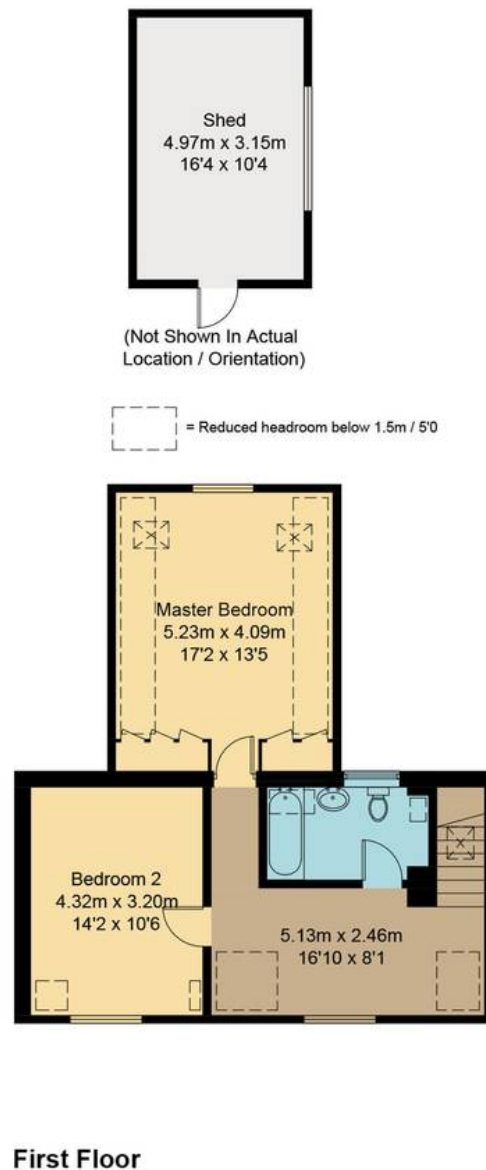 Shed
4.97m x 3.15m
16'4 x 10'4
(Not Shown In Actual
Location / Orientation)
= Reduced headroom below 1.5m / 5'0
Master Bedroom
5.23m x 4.09m
17'2 x 13'5
Bedroom 2
4.32m x 3.20m
14'2 x 10'6
5.13m x 2.46m
16'10 x 8'1
First Floor